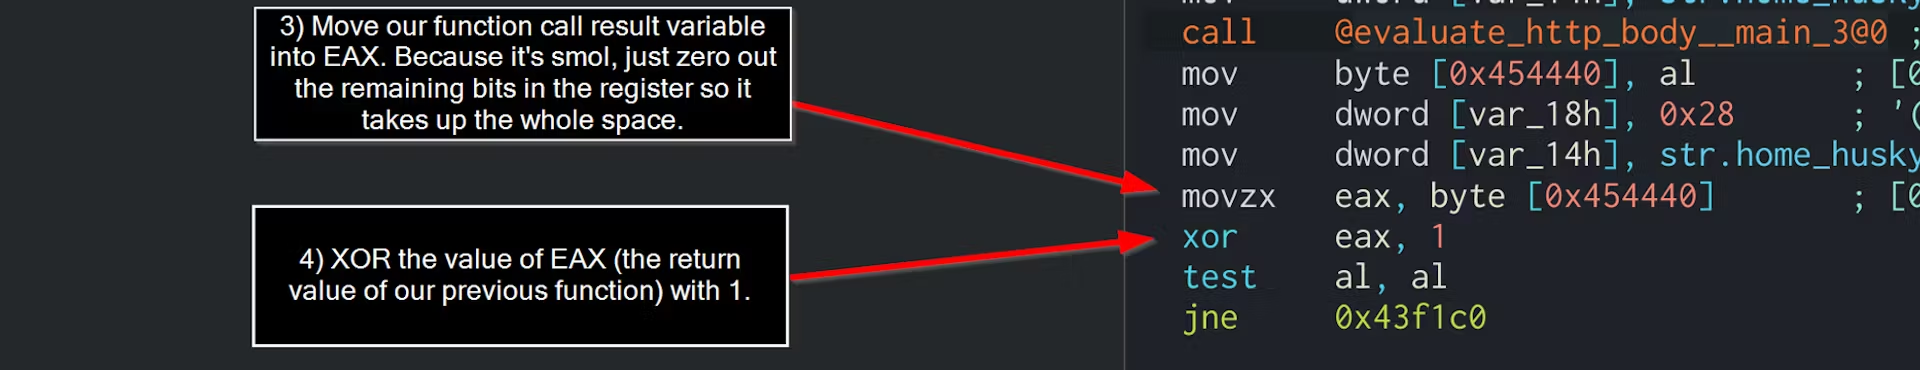 3) Move our function call result variable
into EAX. Because it's smol, just zero out
the remaining bits in the register so it
takes up the whole space.
4) XOR the value of EAX (the return
value of our previous function) with 1.
call @evaluate_http_body__main_3@0 ;
mov byte [0x454440], al ; [0
mov dword [var_18h], 0x28 ; '(
mov dword [var_14h], str.home_husky
movzx eax, byte [0x454440] ; [0
xor eax, 1
test al, al
jne 0x43f1c0